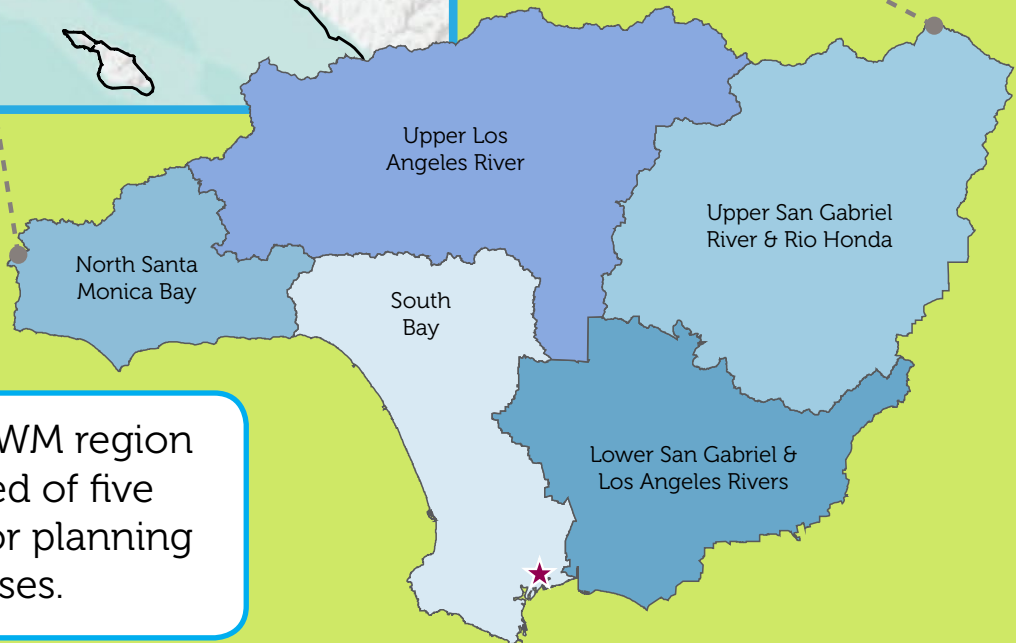 Upper Los
Angeles River
Upper San Gabriel
River & Rio Honda
North Santa
Monica Bay
South
Bay
Lower San Gabriel &
Los Angeles Rivers
WM region
ed of five
or planning
ses.